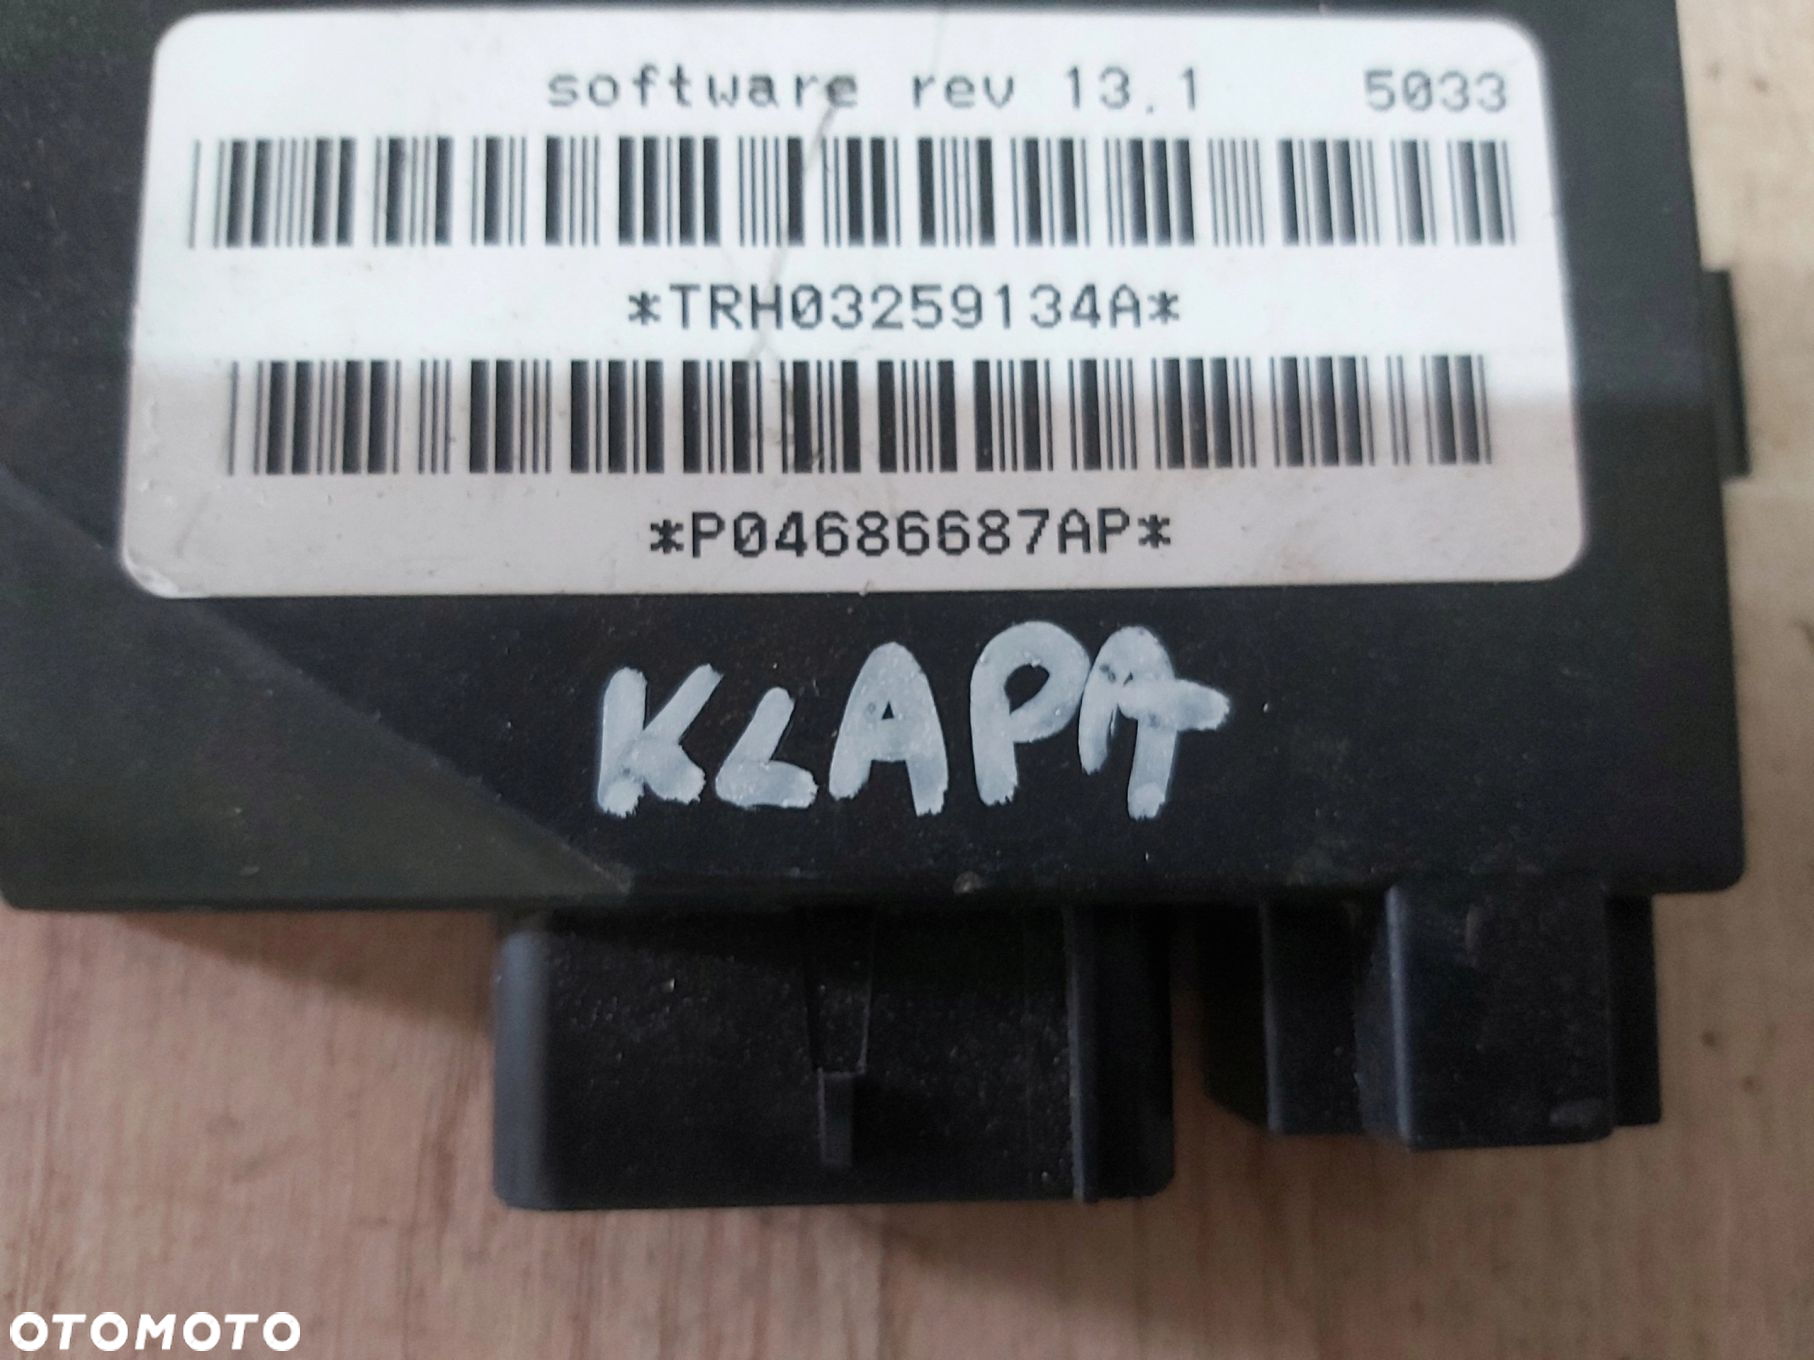 software rev 13.1 5033
*TRH03259134A*
*P04686687AP*
KLAPA
OTOMOTO